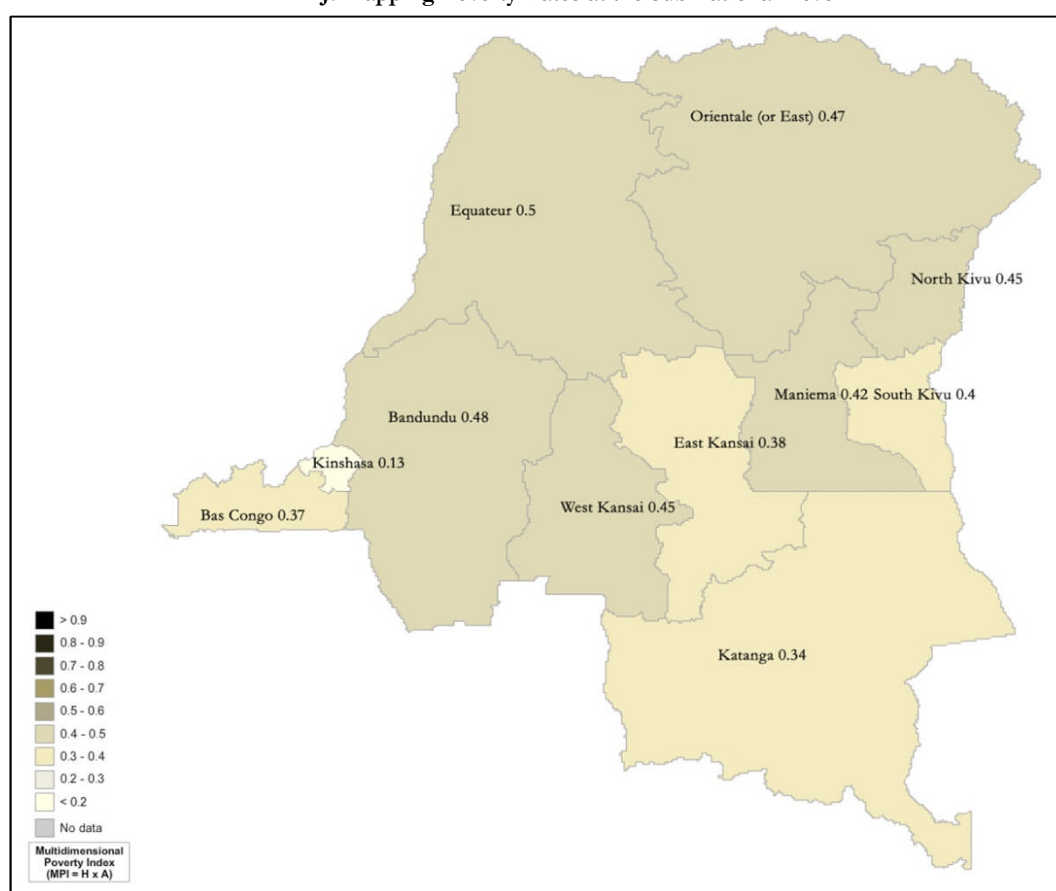 Orientale (or East) 0.47
Equateur 0.5
North Kivu 0.45
Maniema 0.42 South Kivu 0.4
Bandundu 0.48
East Kansai 0.38
Kinshasa 0.13
West Kansai 0.45
Bas Congo 0.37
Katanga 0.34
> 0.9
0.8 - 0.9
0.7 - 0.8
0.6 - 0.7
0.5 - 0.6
0.4 - 0.5
0.3 - 0.4
0.2 - 0.3
< 0.2
No data
Multidimensional
Poverty Index
(MPI = H x A)